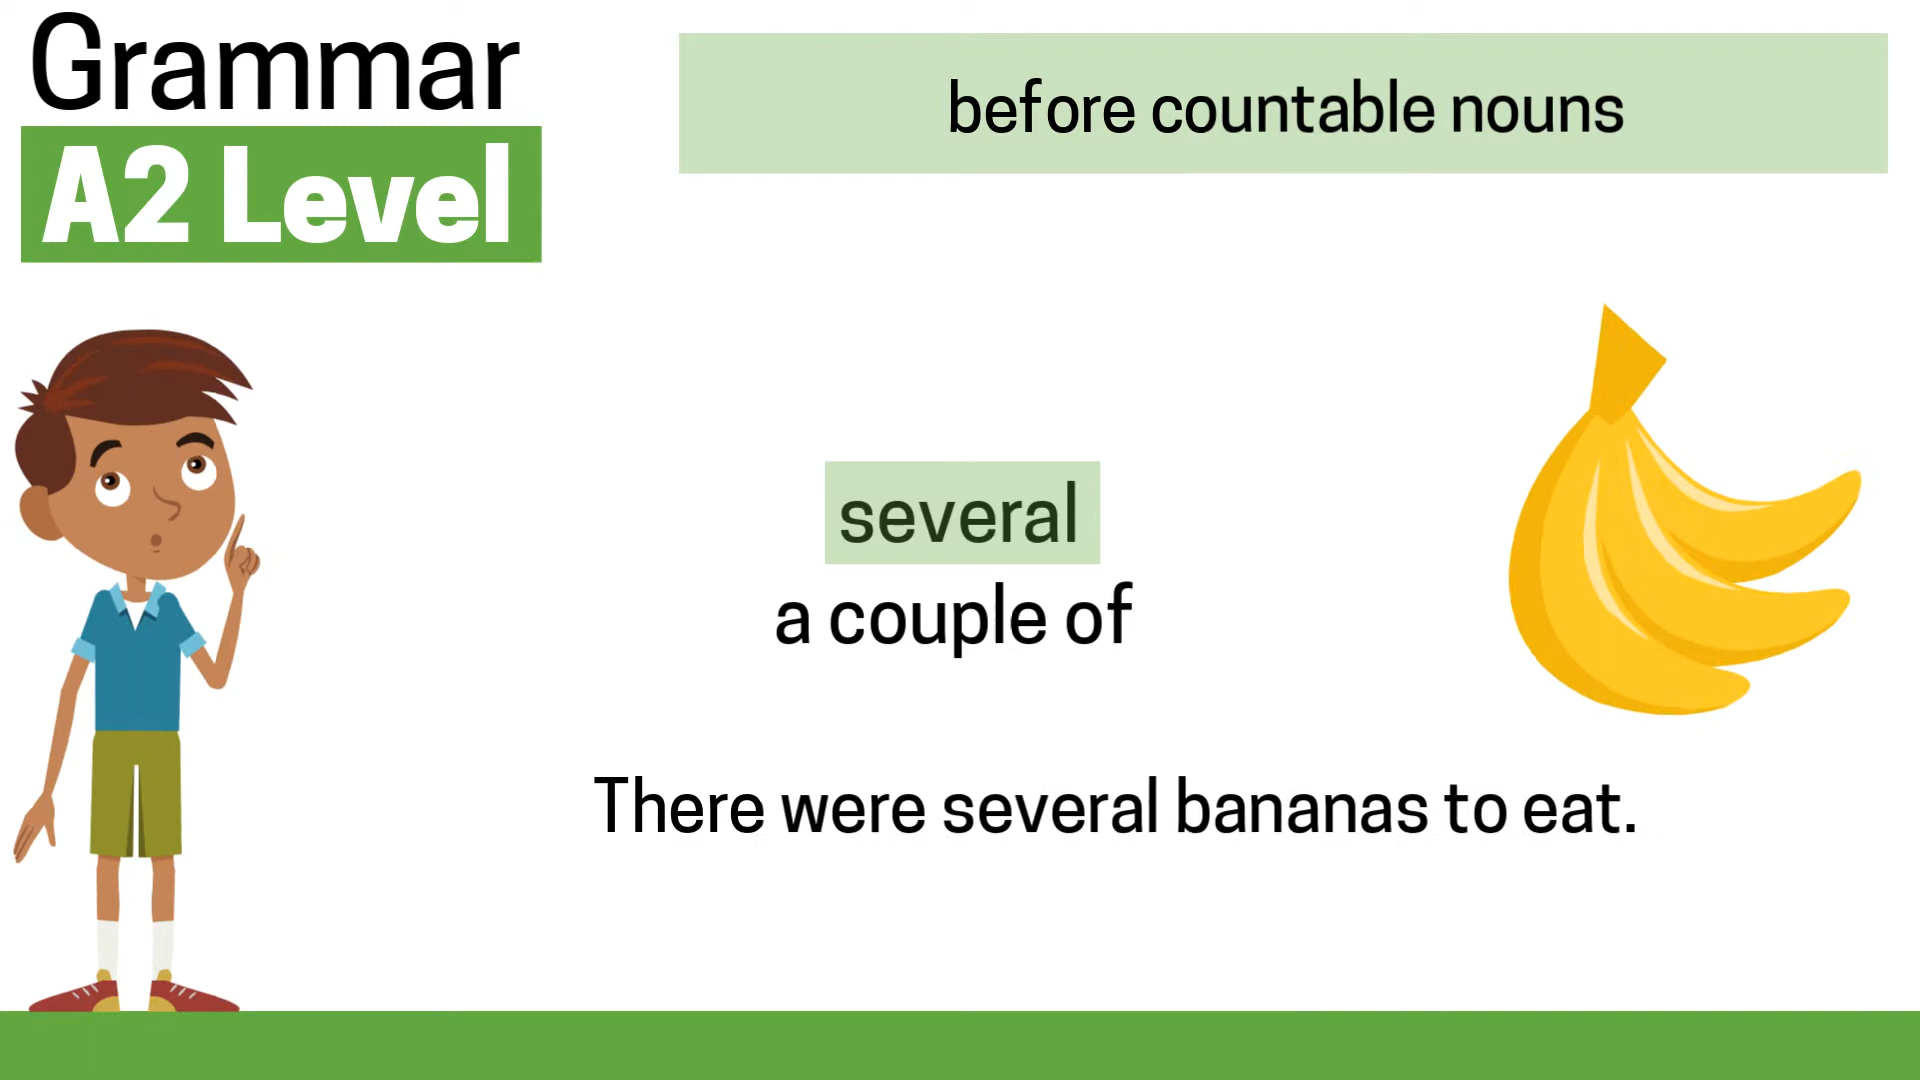 Grammar
A2 Level
before countable nouns
several
a couple of
There were several bananas to eat.